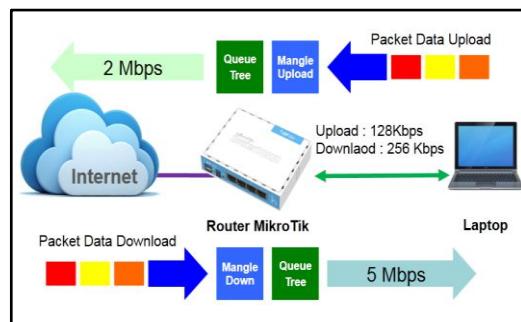 Packet Data Upload
2 Mbps
Queue
Tree
Mangle
Upload
Upload : 128Kbps
Downlaod : 256 Kbps
Internet
Router MikroTik
Laptop
Packet Data Download
Mangle
Down
Queue
Tree
5 Mbps